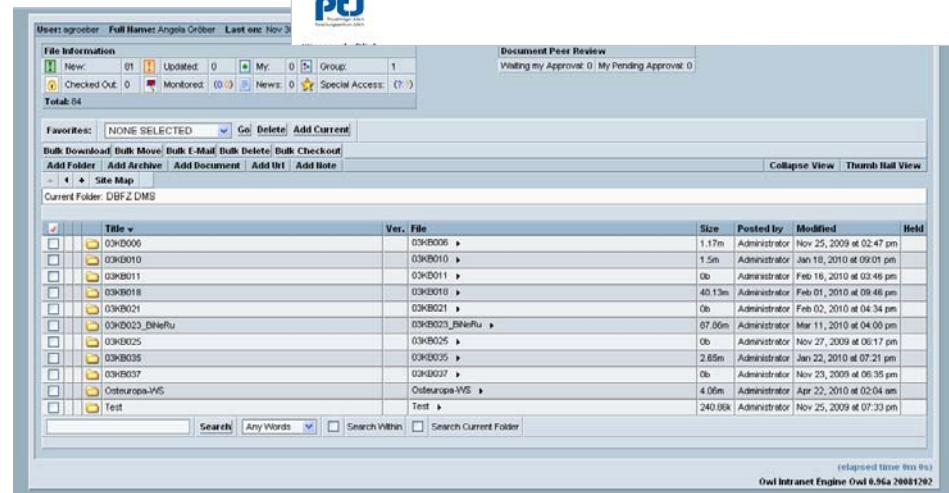 PtJ
Projektträger Jülich
Forschungszentrum Jülich
User: agroeber Full Name: Angela Gröber Last on: Nov 30
File Information
New: 81 Updated: 0 My: 0 Group: 1
Checked Out: 0 Monitored: (0:0) News: 0 Special Access: (?:?)
Total: 84
Document Peer Review
Waiting my Approval: 0 My Pending Approval: 0
Favorites: NONE SELECTED Go Delete Add Current
Bulk Download Bulk Move Bulk E-Mail Bulk Delete Bulk Checkout
Add Folder Add Archive Add Document Add Url Add Note Collapse View Thumb Nail View
- + Site Map
Current Folder: DBFZ DMS
Title Ver. File Size Posted by Modified Held
03KB006 03KB006 1.17m Administrator Nov 25, 2009 at 02:47 pm
03KB010 03KB010 1.5m Administrator Jan 18, 2010 at 09:01 pm
03KB011 03KB011 0b Administrator Feb 16, 2010 at 03:46 pm
03KB018 03KB018 40.13m Administrator Feb 01, 2010 at 09:46 pm
03KB021 03KB021 0b Administrator Feb 02, 2010 at 04:34 pm
03KB023_BiNeRu 03KB023_BiNeRu 87.86m Administrator Mar 11, 2010 at 04:08 pm
03KB025 03KB025 0b Administrator Nov 27, 2009 at 06:17 pm
03KB035 03KB035 2.65m Administrator Jan 22, 2010 at 07:21 pm
03KB037 03KB037 0b Administrator Nov 23, 2009 at 06:35 pm
Osteuropa-WS Osteuropa-WS 4.06m Administrator Apr 22, 2010 at 02:04 am
Test Test 240.86k Administrator Nov 25, 2009 at 07:33 pm
Search Any Words Search Within Search Current Folder
(elapsed time 0m 0s)
Owl Intranet Engine Owl 0.96a 20081202